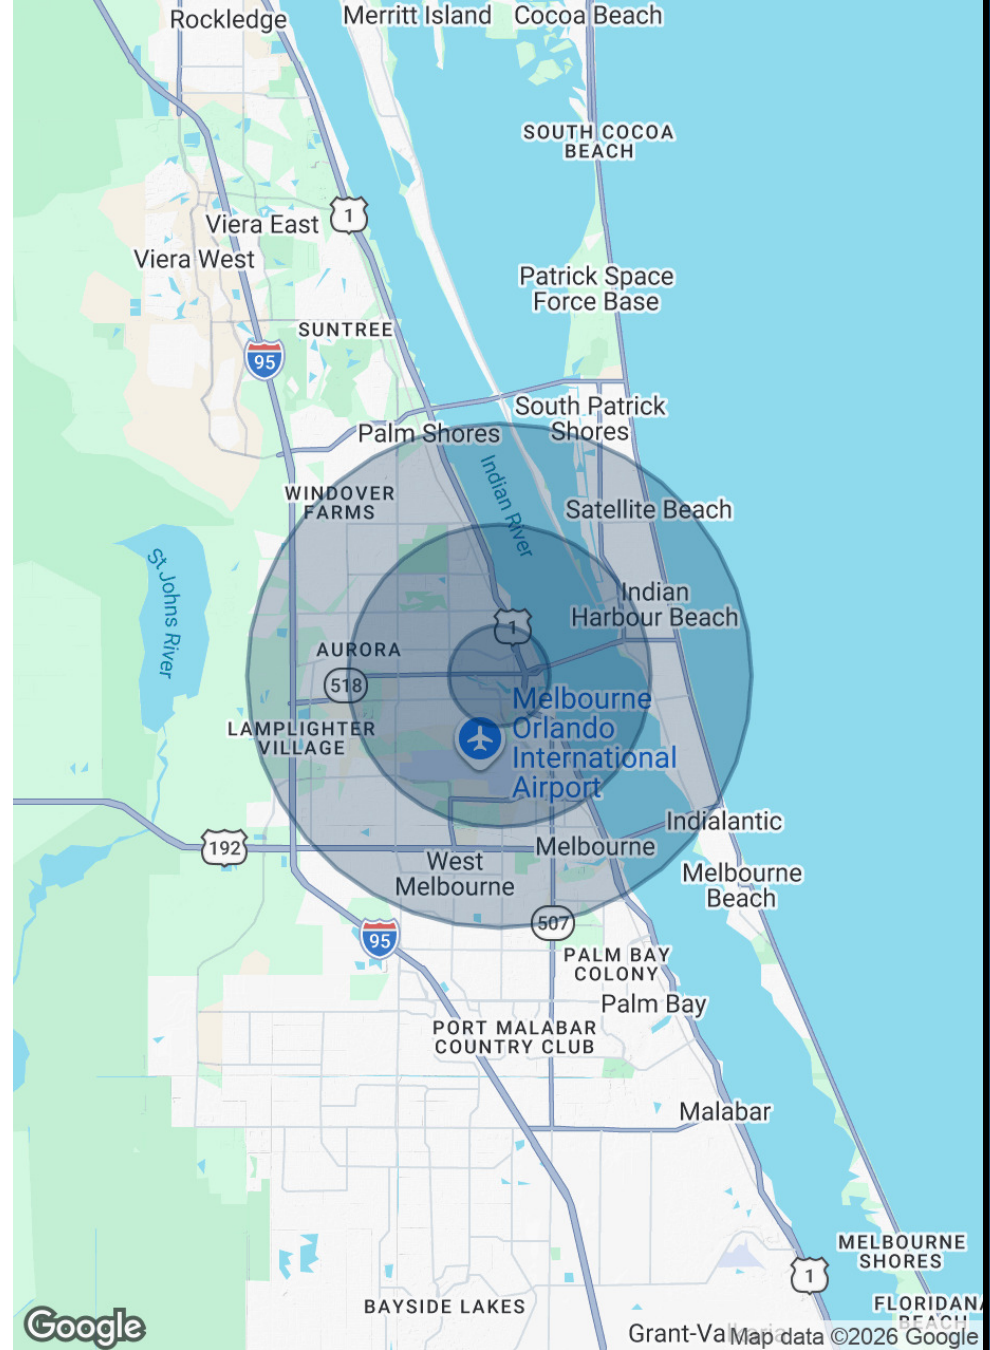 Rockledge
Merritt Island
Cocoa Beach
SOUTH COCOA
BEACH
1
Viera East
Viera West
Patrick Space
Force Base
SUNTREE
95
South Patrick
Shores
Palm Shores
Indian River
WINDOVER
FARMS
Satellite Beach
St Johns River
Indian
Harbour Beach
1
AURORA
518
Melbourne
Orlando
International
Airport
LAMPLIGHTER
VILLAGE
Indialantic
192
Melbourne
West
Melbourne
Melbourne
Beach
507
95
PALM BAY
COLONY
Palm Bay
PORT MALABAR
COUNTRY CLUB
Malabar
MELBOURNE
SHORES
1
BAYSIDE LAKES
FLORIDANA
BEACH
Google
Grant-Va
Map data ©2026 Google